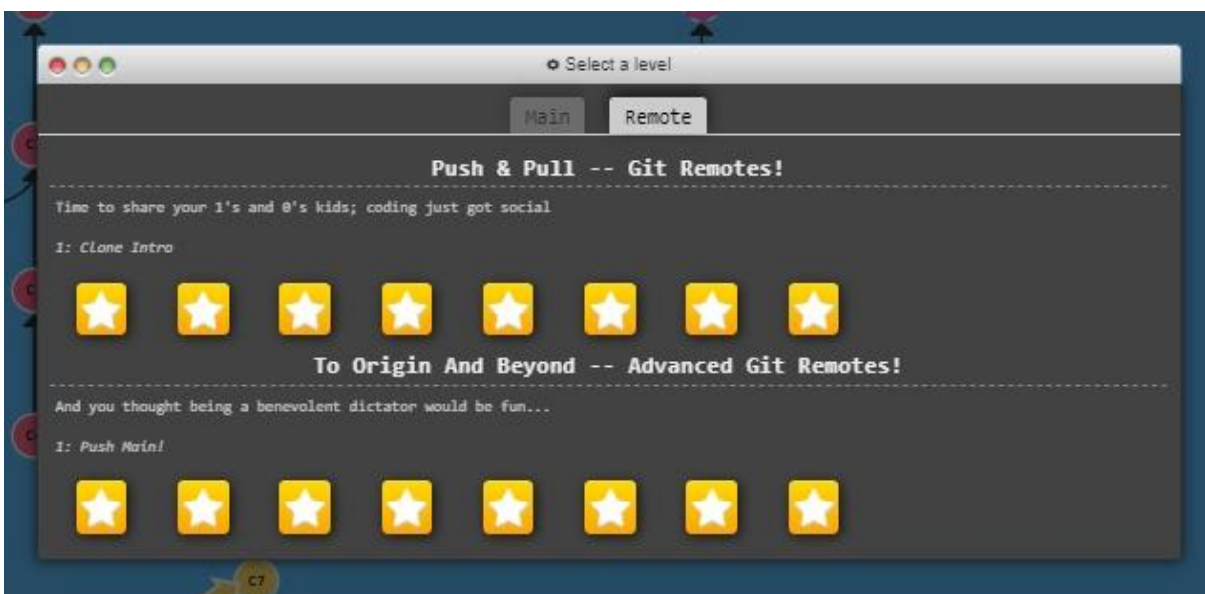 Select a level
Main Remote
Push & Pull -- Git Remotes!
Time to share your 1's and 0's kids; coding just got social
1: Clone Intro
To Origin And Beyond -- Advanced Git Remotes!
And you thought being a benevolent dictator would be fun...
1: Push Main!
C7